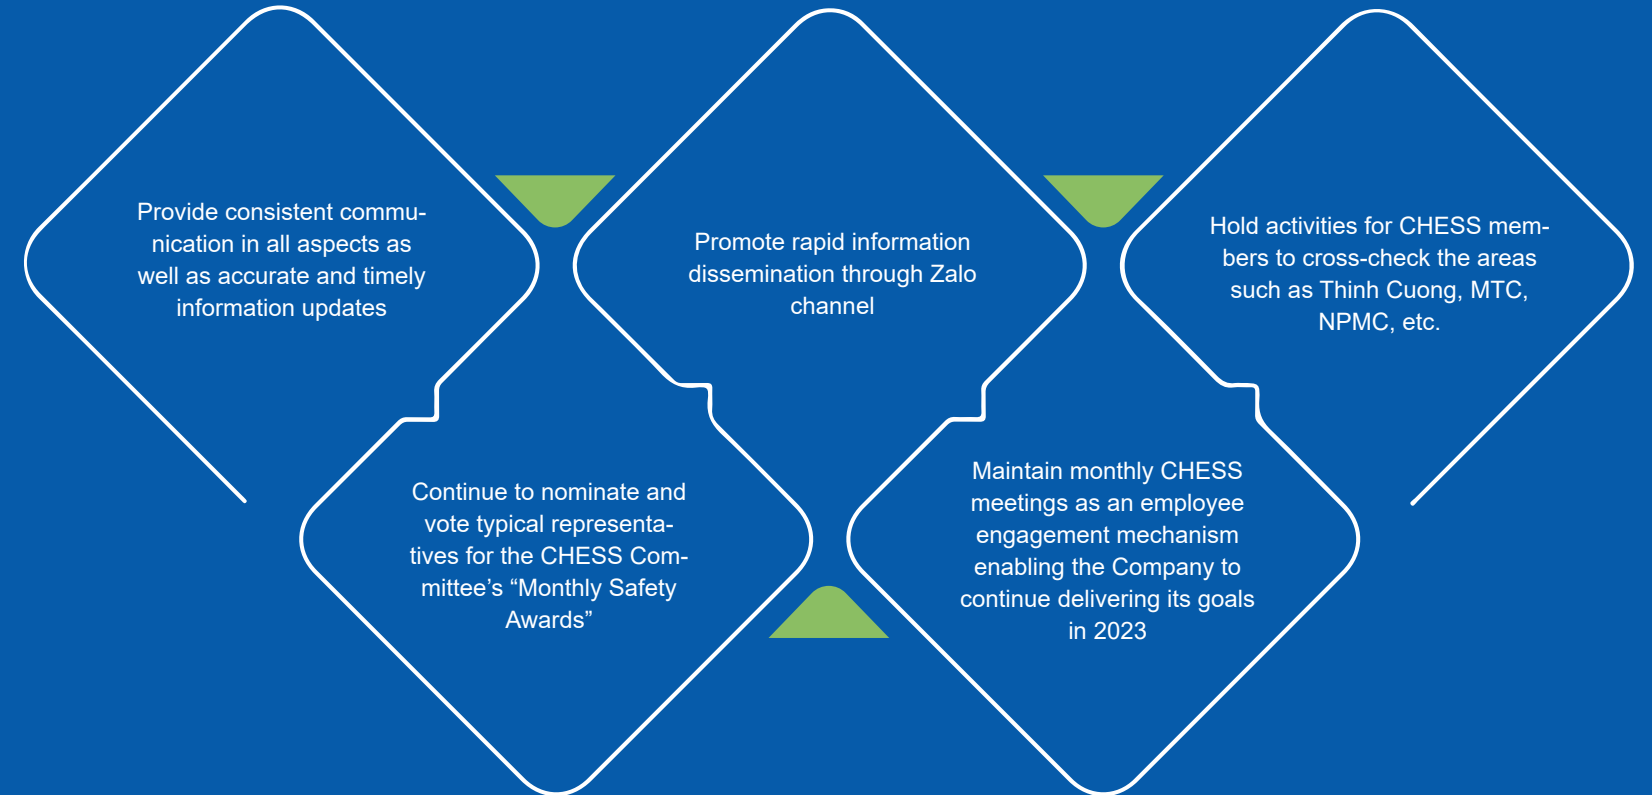 Provide consistent commu-
nication in all aspects as
well as accurate and timely
information updates
Promote rapid information
dissemination through Zalo
channel
Hold activities for CHESS mem-
bers to cross-check the areas
such as Thinh Cuong, MTC,
NPMC, etc.
Continue to nominate and
vote typical representa-
tives for the CHESS Com-
mittee’s “Monthly Safety
Awards”
Maintain monthly CHESS
meetings as an employee
engagement mechanism
enabling the Company to
continue delivering its goals
in 2023